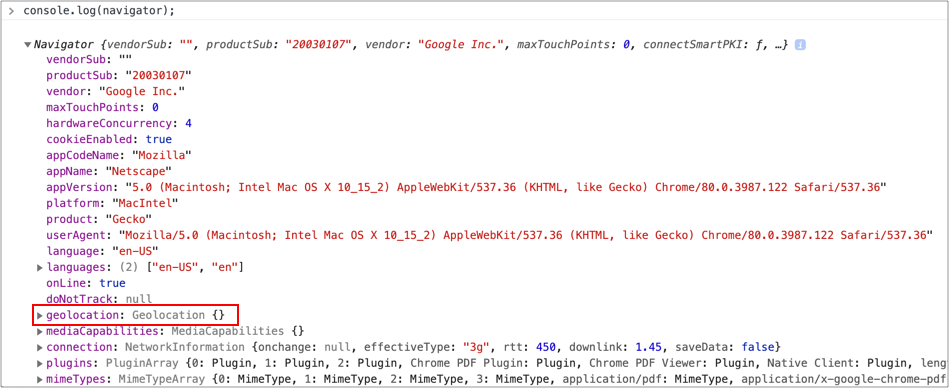 console.log(navigator);
Navigator {vendorSub: "", productSub: "20030107", vendor: "Google Inc.", maxTouchPoints: 0, connectSmartPKI: ƒ, …}
vendorSub: ""
productSub: "20030107"
vendor: "Google Inc."
maxTouchPoints: 0
hardwareConcurrency: 4
cookieEnabled: true
appCodeName: "Mozilla"
appName: "Netscape"
appVersion: "5.0 (Macintosh; Intel Mac OS X 10_15_2) AppleWebKit/537.36 (KHTML, like Gecko) Chrome/80.0.3987.122 Safari/537.36"
platform: "MacIntel"
product: "Gecko"
userAgent: "Mozilla/5.0 (Macintosh; Intel Mac OS X 10_15_2) AppleWebKit/537.36 (KHTML, like Gecko) Chrome/80.0.3987.122 Safari/537.36"
language: "en-US"
languages: (2) ["en-US", "en"]
onLine: true
doNotTrack: null
geolocation: Geolocation {}
mediaCapabilities: MediaCapabilities {}
connection: NetworkInformation {onchange: null, effectiveType: "3g", rtt: 450, downlink: 1.45, saveData: false}
plugins: PluginArray {0: Plugin, 1: Plugin, 2: Plugin, Chrome PDF Plugin: Plugin, Chrome PDF Viewer: Plugin, Native Client: Plugin, leng
mimeTypes: MimeTypeArray {0: MimeType, 1: MimeType, 2: MimeType, 3: MimeType, application/pdf: MimeType, application/x-google-chrome-pd